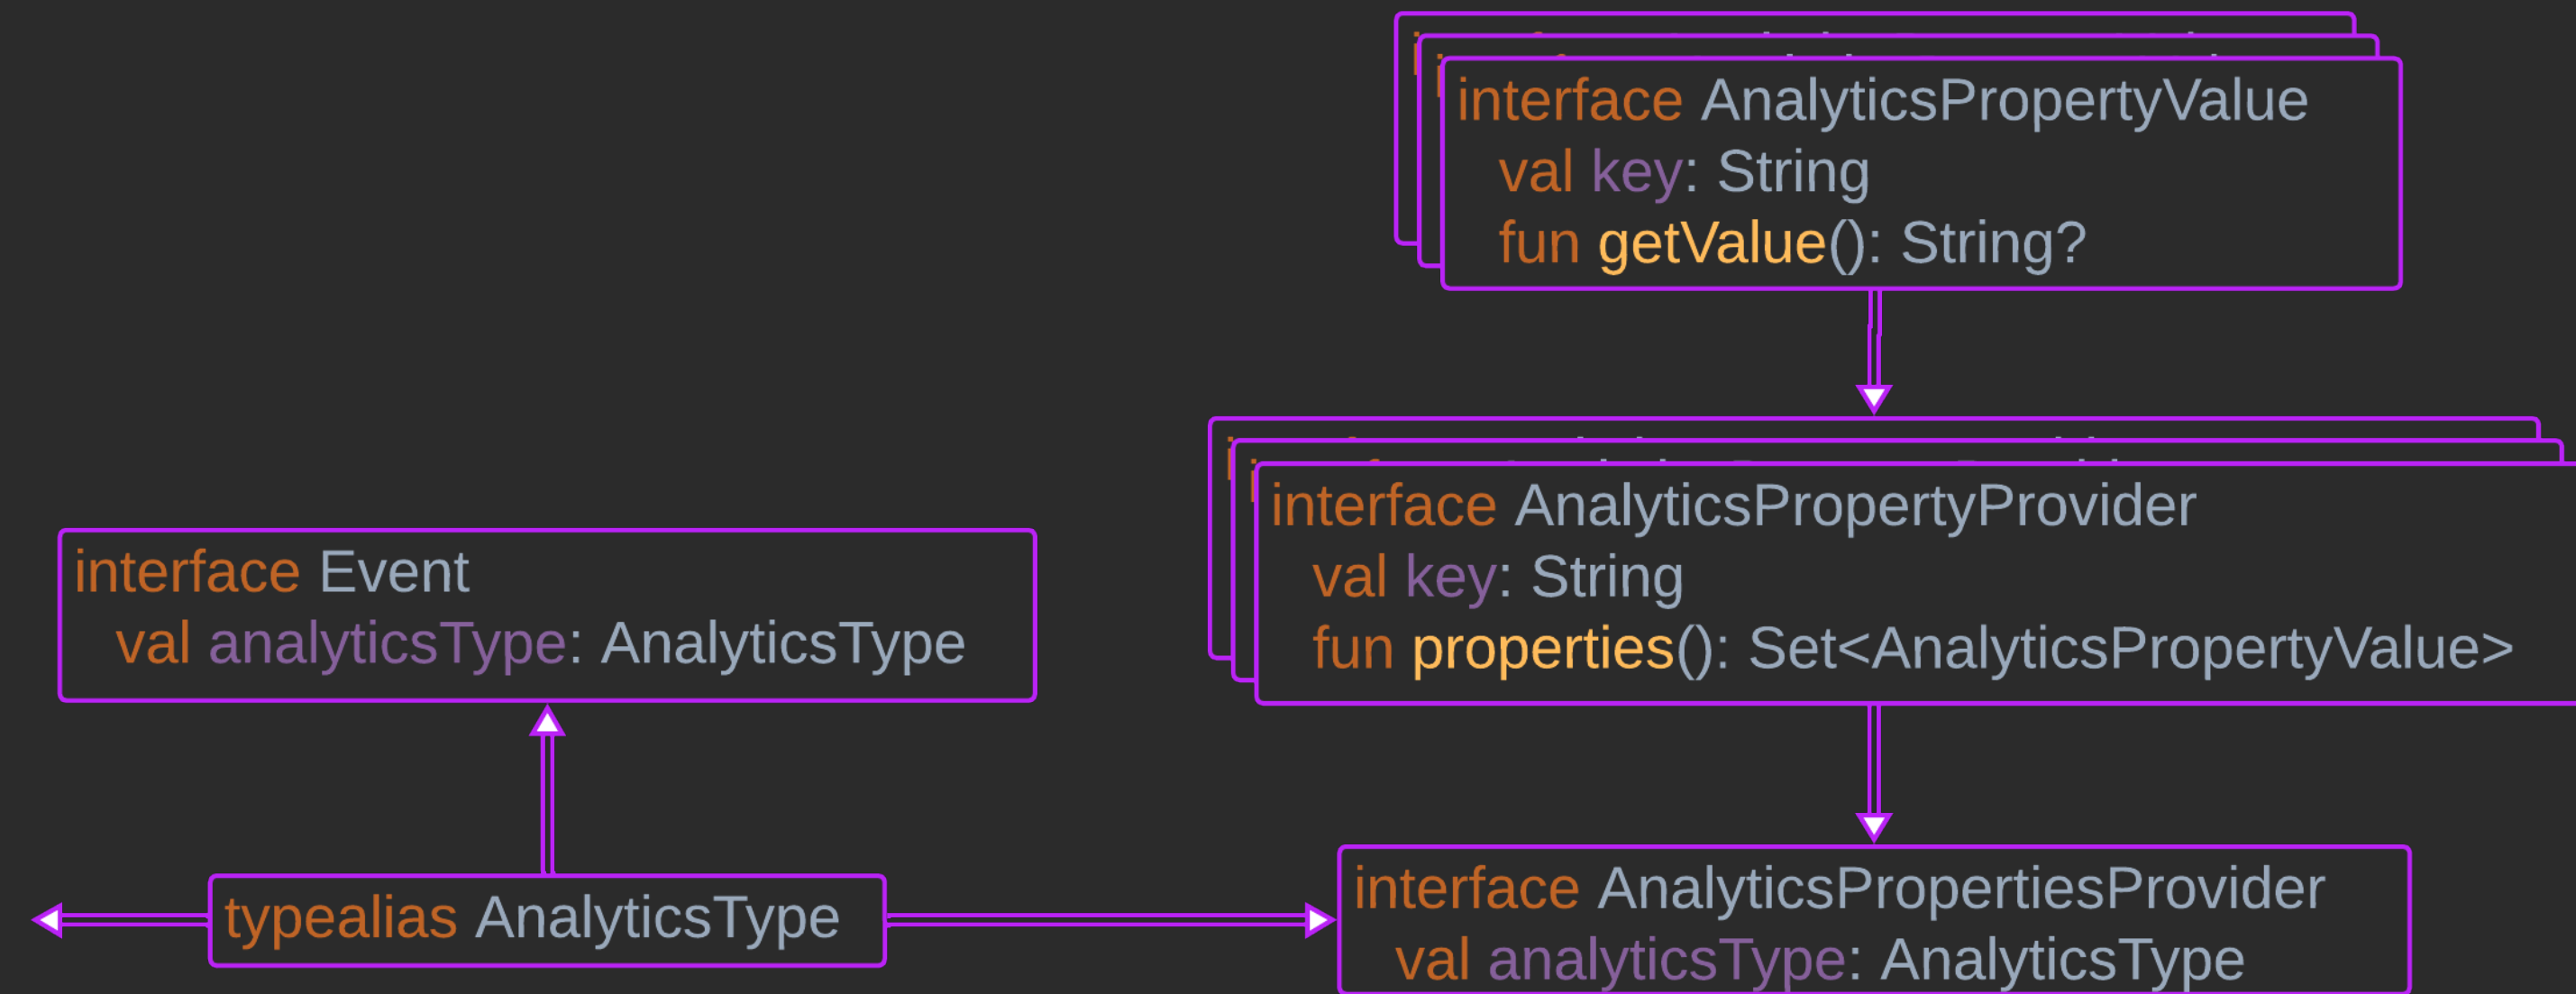 interface AnalyticsPropertyValue
val key: String
fun getValue(): String?
interface AnalyticsPropertyProvider
val key: String
fun properties(): Set<AnalyticsPropertyValue>
interface Event
val analyticsType: AnalyticsType
typealias AnalyticsType
interface AnalyticsPropertiesProvider
val analyticsType: AnalyticsType